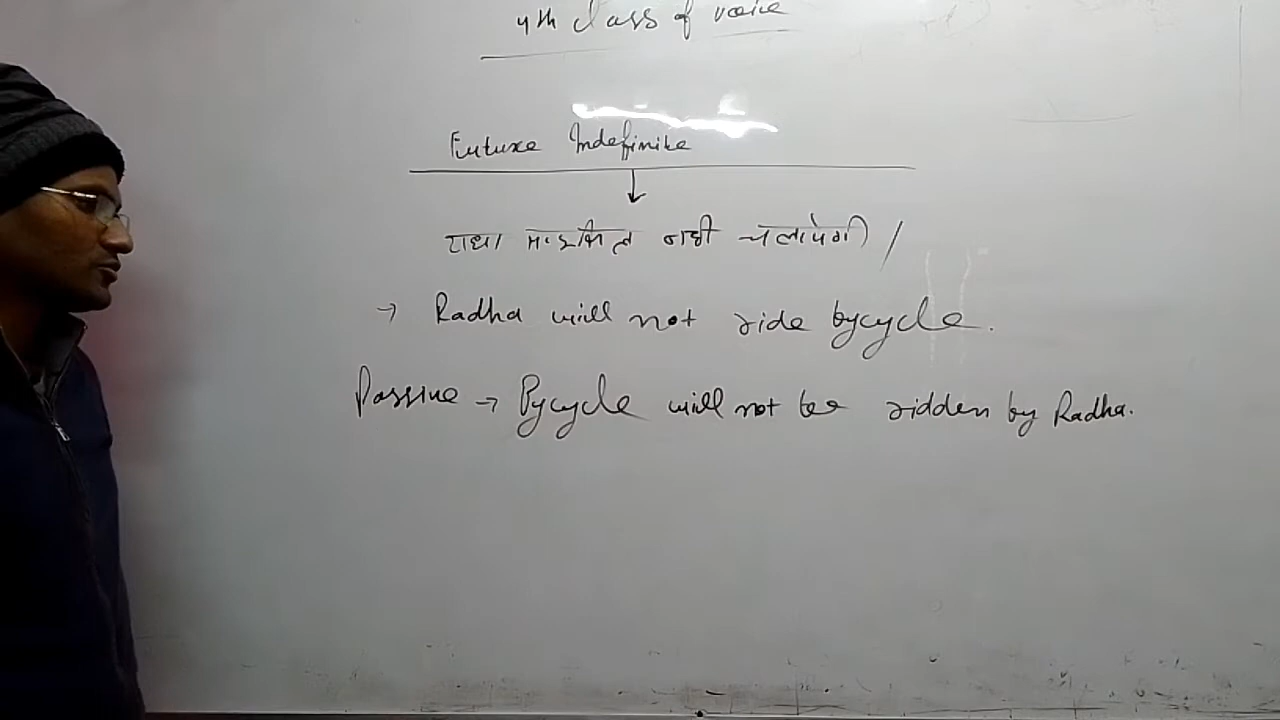 4th class of voice
Future Indefinite
राधा साइकिल नही चलायेगी /
→ Radha will not ride bycycle.
Passive → Bycycle will not be ridden by Radha.